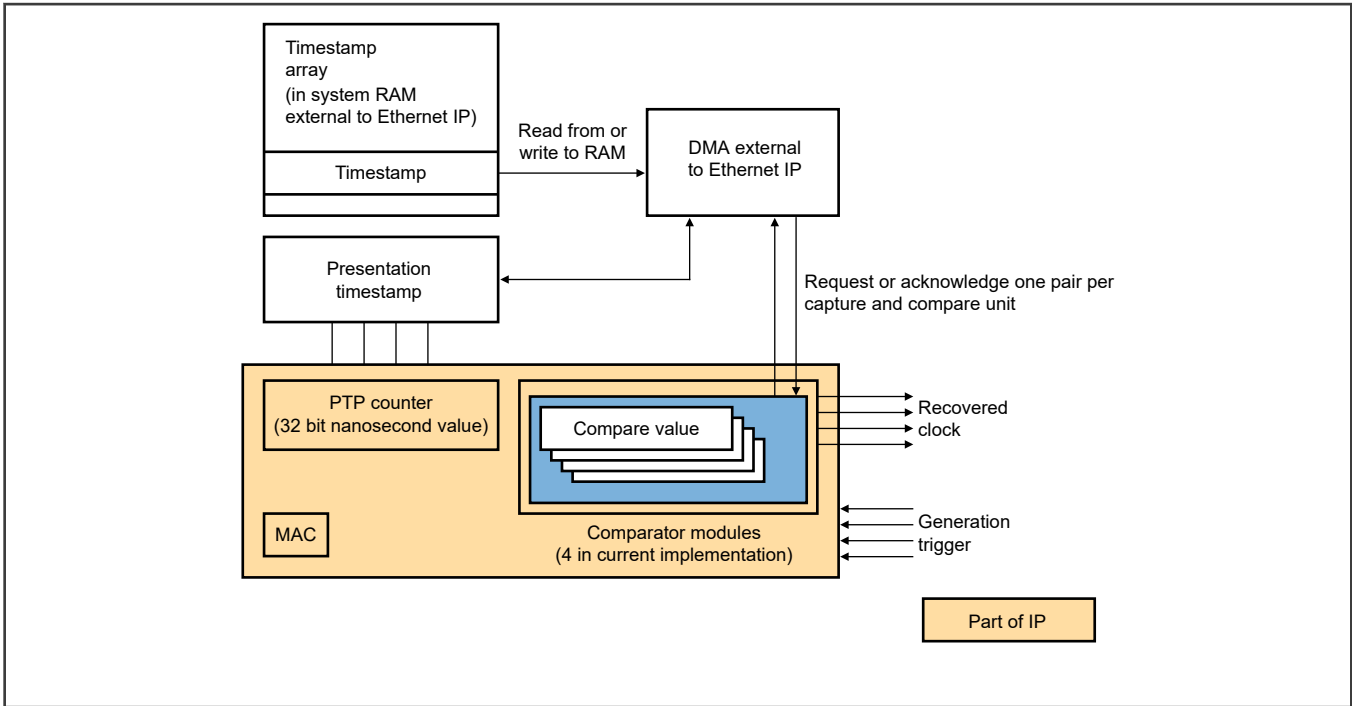 Timestamp
array
(in system RAM
external to Ethernet IP)
Timestamp
Read from or
write to RAM
DMA external
to Ethernet IP
Presentation
timestamp
Request or acknowledge one pair per
capture and compare unit
PTP counter
(32 bit nanosecond value)
Compare value
Recovered
clock
MAC
Comparator modules
(4 in current implementation)
Generation
trigger
Part of IP